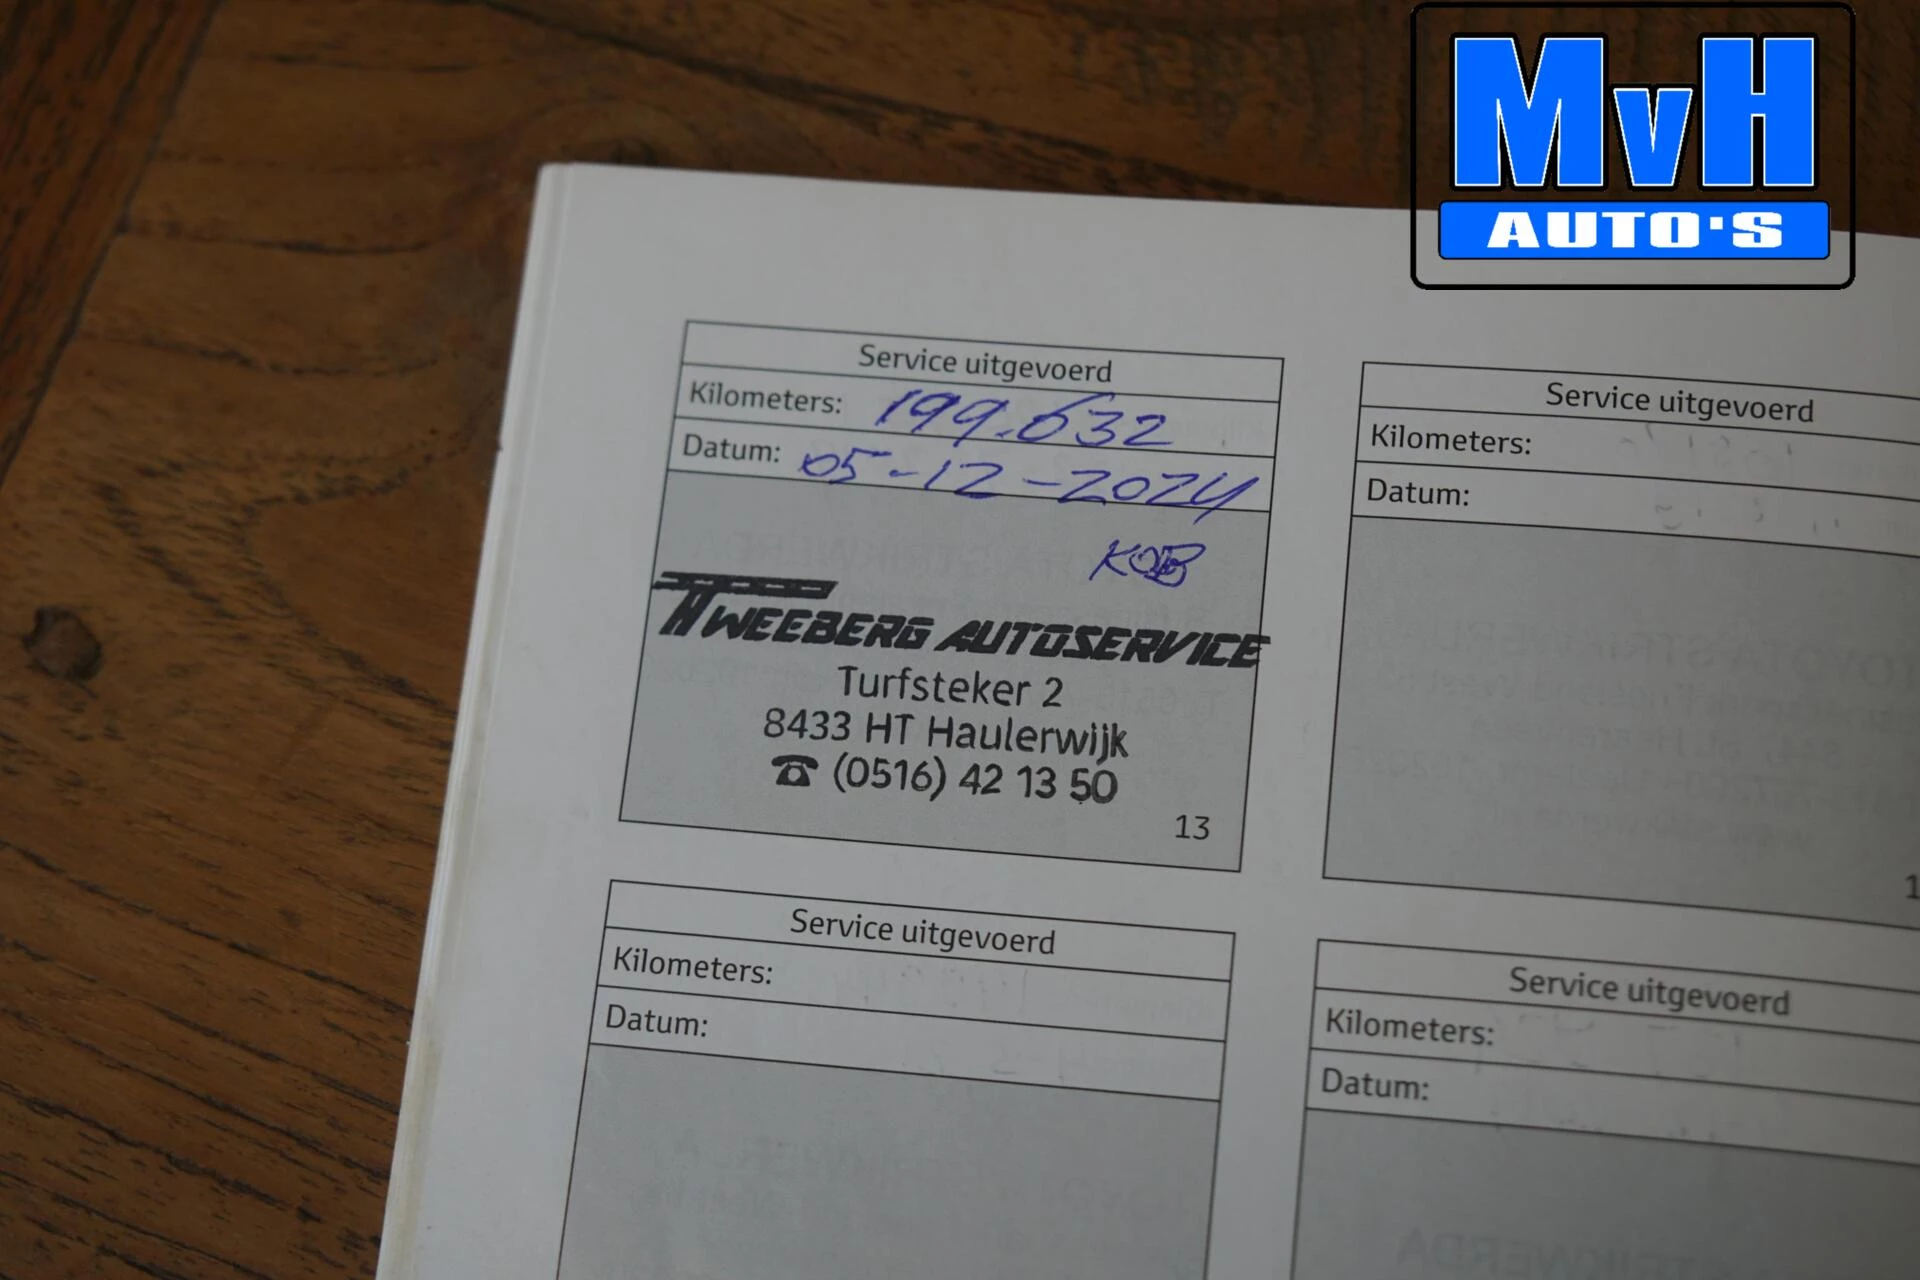 MvH
AUTO'S
Service uitgevoerd
Kilometers: 199.632
Datum: 05-12-2024
KOB
TWEEBERG AUTOSERVICE
Turfsteker 2
8433 HT Haulerwijk
☎ (0516) 42 13 50
13
Service uitgevoerd
Kilometers:
Datum:
Service uitgevoerd
Kilometers:
Datum:
Service uitgevoerd
Kilometers:
Datum: